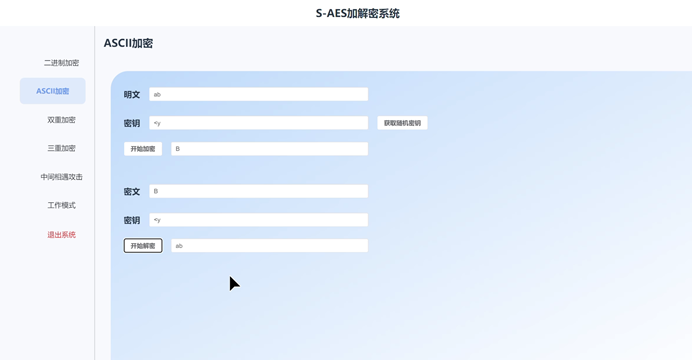 S-AES加解密系统
ASCII加密
二进制加密
ASCII加密
双重加密
三重加密
中间相遇攻击
工作模式
退出系统
明文 ab
密钥 <y 获取随机密钥
开始加密 B
密文 B
密钥 <y
开始解密 ab